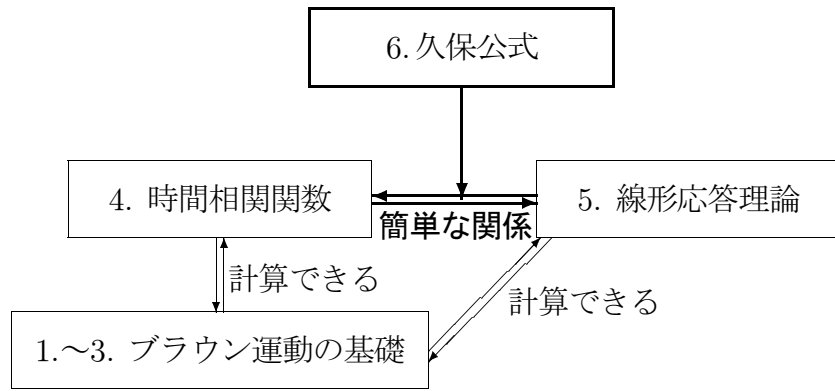 6. 久保公式
4. 時間相関関数
5. 線形応答理論
簡単な関係
計算できる
計算できる
1.～3. ブラウン運動の基礎